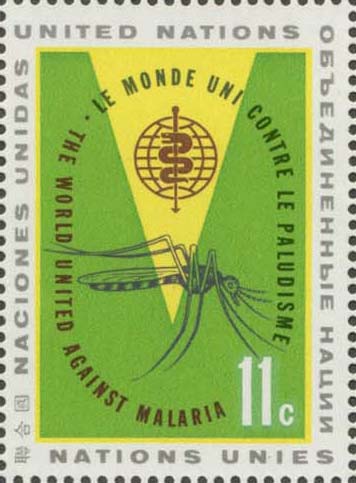 UNITED NATIONS
ОБЪЕДИНЕННЫЕ НАЦИИ
NACIONES UNIDAS
聯合國
NATIONS UNIES
LE MONDE UNI CONTRE LE PALUDISME
• THE WORLD UNITED AGAINST MALARIA
11c